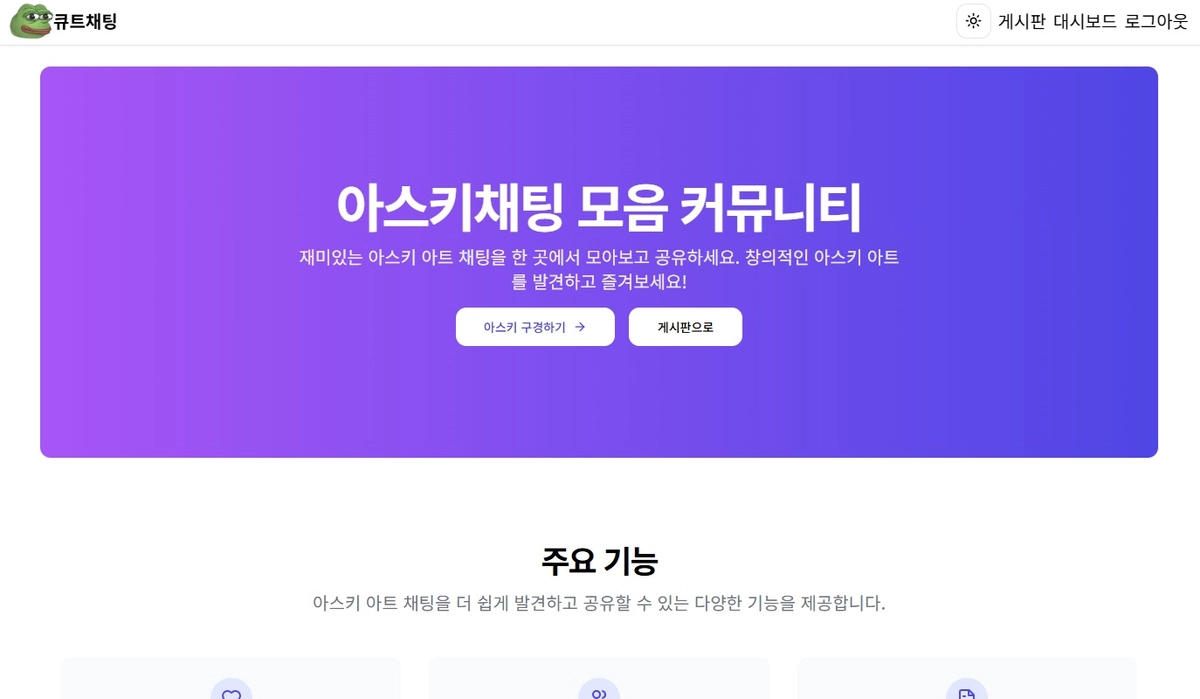 큐트채팅
게시판 대시보드 로그아웃
아스키채팅 모음 커뮤니티
재미있는 아스키 아트 채팅을 한 곳에서 모아보고 공유하세요. 창의적인 아스키 아트
를 발견하고 즐겨보세요!
아스키 구경하기 →
게시판으로
주요 기능
아스키 아트 채팅을 더 쉽게 발견하고 공유할 수 있는 다양한 기능을 제공합니다.